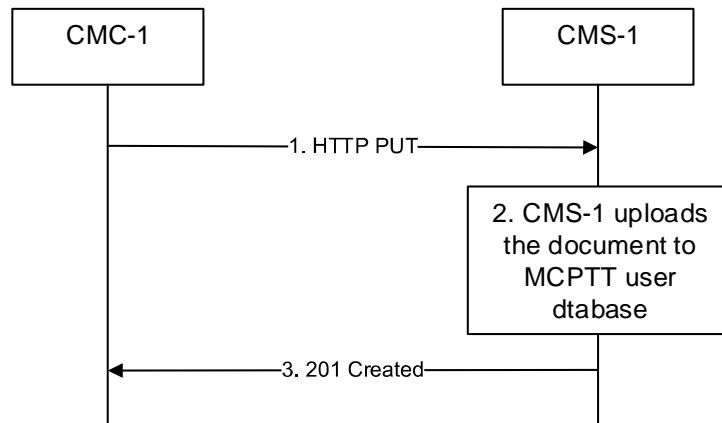 CMC-1
CMS-1
1. HTTP PUT
2. CMS-1 uploads
the document to
MCPTT user
dtabase
3. 201 Created